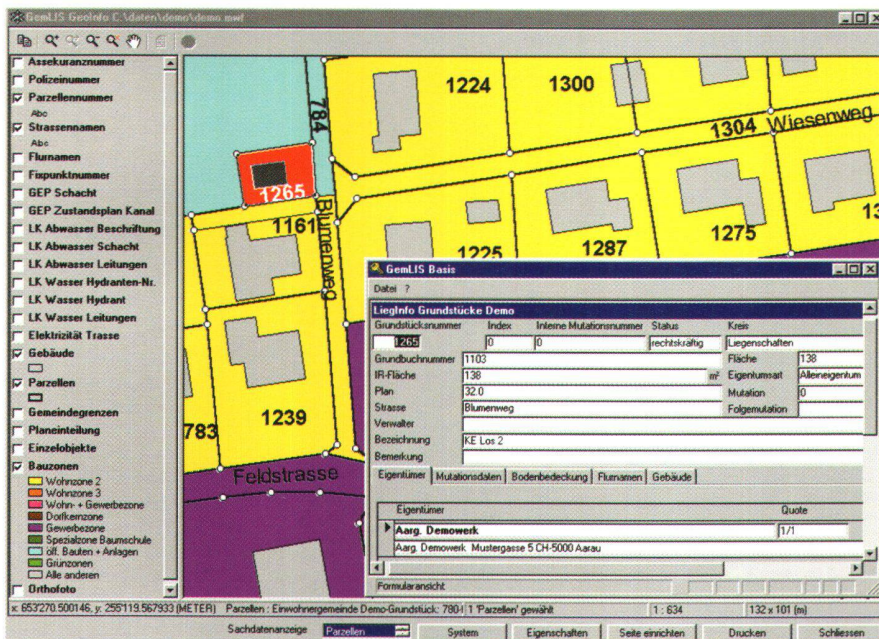 GemLIS GeoInfo C:\daten\demo\demo.mwf
Assekuranznummer
Polizeinummer
Parzellennummer
Abc
Strassennamen
Abc
Flurnamen
Fixpunktnummer
GEP Schacht
GEP Zustandsplan Kanal
LK Abwasser Beschriftung
LK Abwasser Schacht
LK Abwasser Leitungen
LK Wasser Hydranten-Nr.
LK Wasser Hydrant
LK Wasser Leitungen
Elektrizität Trasse
Gebäude
Parzellen
Gemeindegrenzen
Planeinteilung
Einzelobjekte
Bauzonen
Wohnzone 2
Wohnzone 3
Wohn- + Gewerbezone
Dorfkernzone
Gewerbezone
Spezialzone Baumschule
öff. Bauten + Anlagen
Grünzonen
Alle anderen
Orthofoto
784
1224
1300
1304
Wiesenweg
1265
1161
Blumenweg
1225
1287
1275
13
1239
783
Feldstrasse
GemLIS Basis
Datei ?
LiegInfo Grundstücke Demo
Grundstücksnummer Index Interne Mutationsnummer Status Kreis
1265 0 0 rechtskräftig Liegenschaften
Grundbuchnummer 1103 Fläche 138
IR-Fläche 138 m² Eigentumsart Alleineigentum
Plan 32.0 Mutation 0
Strasse Blumenweg Folgemutation
Verwalter
Bezeichnung KE Los 2
Bemerkung
Eigentümer Mutationsdaten Bodenbedeckung Flurnamen Gebäude
Eigentümer Quote
Aarg. Demowerk 1/1
Aarg. Demowerk Mustergasse 5 CH-5000 Aarau
Formularansicht
x: 653'270.500146, y: 255119.567933 (METER) Parzellen : Einwohnergemeinde Demo-Grundstück: 780-I 1 'Parzellen' gewählt 1 : 634 132 x 101 (m)
Sachdatenanzeige Parzellen System Eigenschaften Seite einrichten Drucken Schliessen